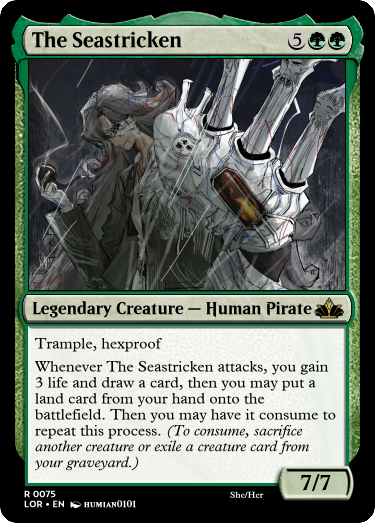 The Seastricken 5
Legendary Creature — Human Pirate
Trample, hexproof
Whenever The Seastricken attacks, you gain
3 life and draw a card, then you may put a
land card from your hand onto the
battlefield. Then you may have it consume to
repeat this process. (To consume, sacrifice
another creature or exile a creature card from
your graveyard.)
7/7
R 0075
LOR • EN HUMIAN0101
She/Her